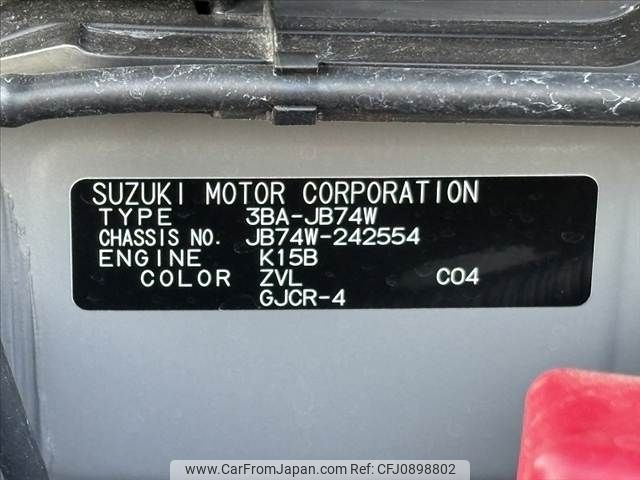 SUZUKI MOTOR CORPORATION
TYPE 3BA-JB74W
CHASSIS NO. JB74W-242554
ENGINE K15B
COLOR ZVL C04
GJCR-4
www.CarFromJapan.com - CFJ #CFJ0898802